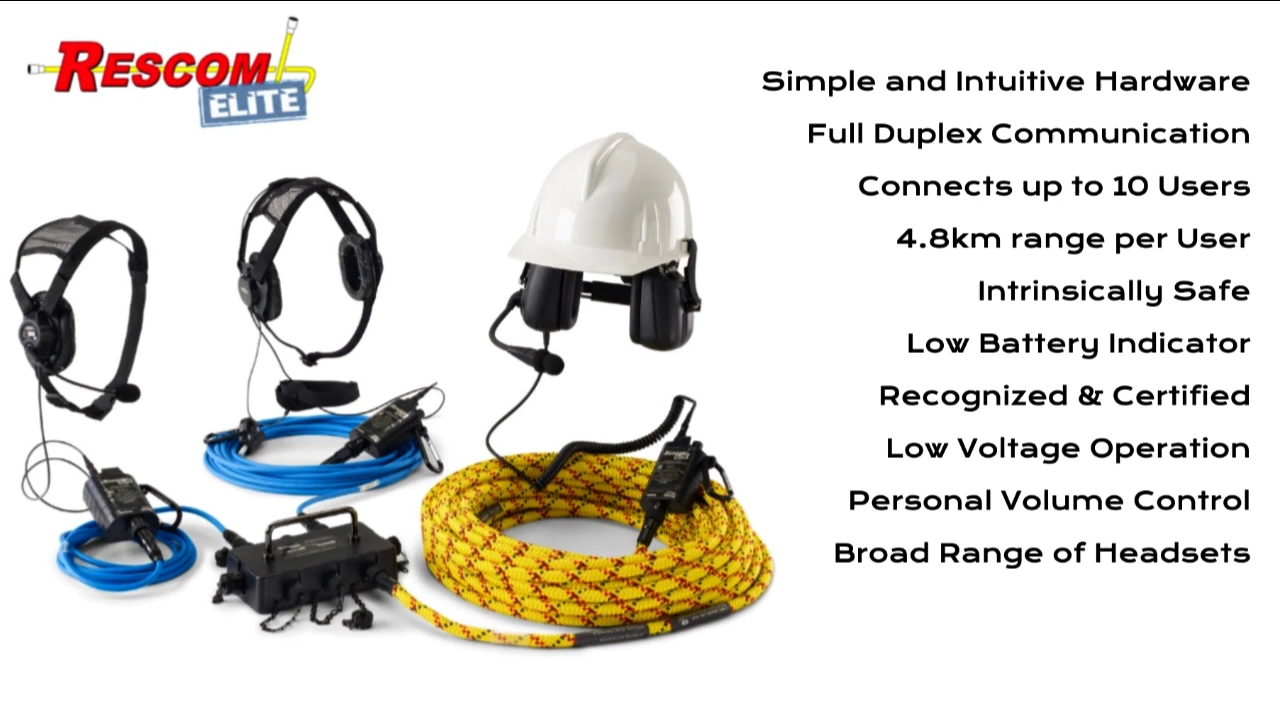 RESCOM
ELITE
Simple and Intuitive Hardware
Full Duplex Communication
Connects up to 10 Users
4.8km range per User
Intrinsically Safe
Low Battery Indicator
Recognized & Certified
Low Voltage Operation
Personal Volume Control
Broad Range of Headsets